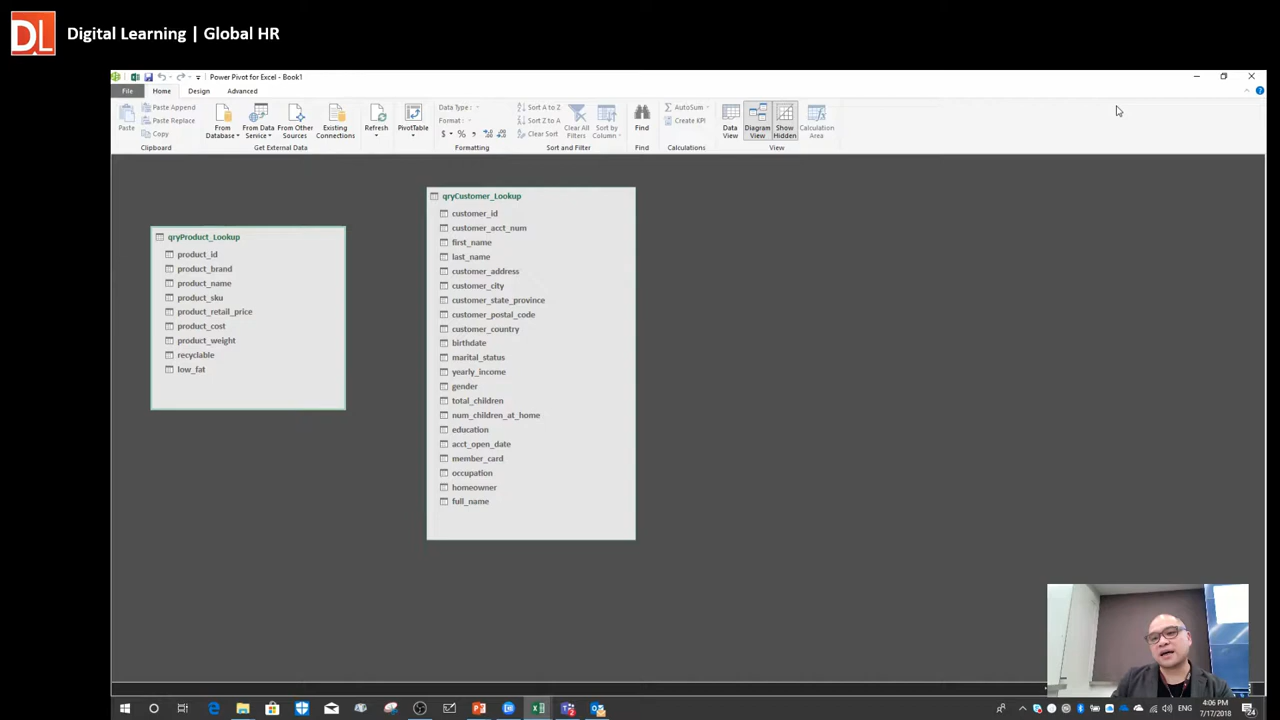 DL
Digital Learning | Global HR
Power Pivot for Excel - Book1
File
Home
Design
Advanced
Paste
Paste Append
Paste Replace
Copy
Clipboard
From
Database
From Data
Service
From Other
Sources
Existing
Connections
Get External Data
Refresh
PivotTable
Data Type :
Format :
$ %
Formatting
Sort A to Z
Sort Z to A
Clear Sort
Clear All
Filters
Sort by
Column
Sort and Filter
Find
Find
AutoSum
Create KPI
Calculations
Data
View
Diagram
View
Show
Hidden
Calculation
Area
View
qryProduct_Lookup
product_id
product_brand
product_name
product_sku
product_retail_price
product_cost
product_weight
recyclable
low_fat
qryCustomer_Lookup
customer_id
customer_acct_num
first_name
last_name
customer_address
customer_city
customer_state_province
customer_postal_code
customer_country
birthdate
marital_status
yearly_income
gender
total_children
num_children_at_home
education
acct_open_date
member_card
occupation
homeowner
full_name
ENG
4:06 PM
7/17/2018
24